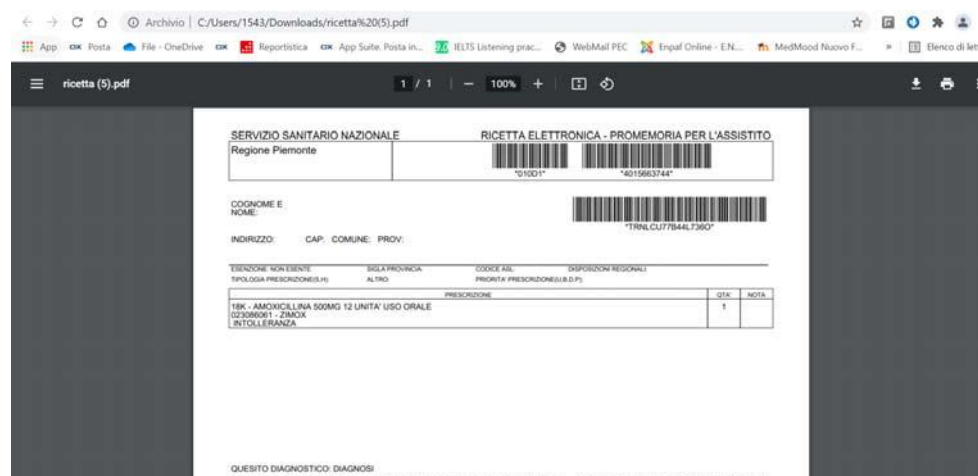 Archivio | C:/Users/1543/Downloads/ricetta%20(5).pdf
App Posta File - OneDrive Reportistica App Suite. Posta in... IELTS Listening prac... WebMail PEC Enpaf Online - E.N... MedMood Nuovo F... » Elenco di let
ricetta (5).pdf 1 / 1 | − 100% +
SERVIZIO SANITARIO NAZIONALE RICETTA ELETTRONICA - PROMEMORIA PER L'ASSISTITO
Regione Piemonte
*010D1* *4015663744*
COGNOME E
NOME:
*TRNLCU77B44L736O*
INDIRIZZO: CAP: COMUNE: PROV:
ESENZIONE: NON ESENTE SIGLA PROVINCIA: CODICE ASL: DISPOSIZIONI REGIONALI:
TIPOLOGIA PRESCRIZIONE(S,H): ALTRO: PRIORITA' PRESCRIZIONE(U,B,D,P):
PRESCRIZIONE QTA' NOTA
18K - AMOXICILLINA 500MG 12 UNITA' USO ORALE 1
023086061 - ZIMOX
INTOLLERANZA
QUESITO DIAGNOSTICO: DIAGNOSI